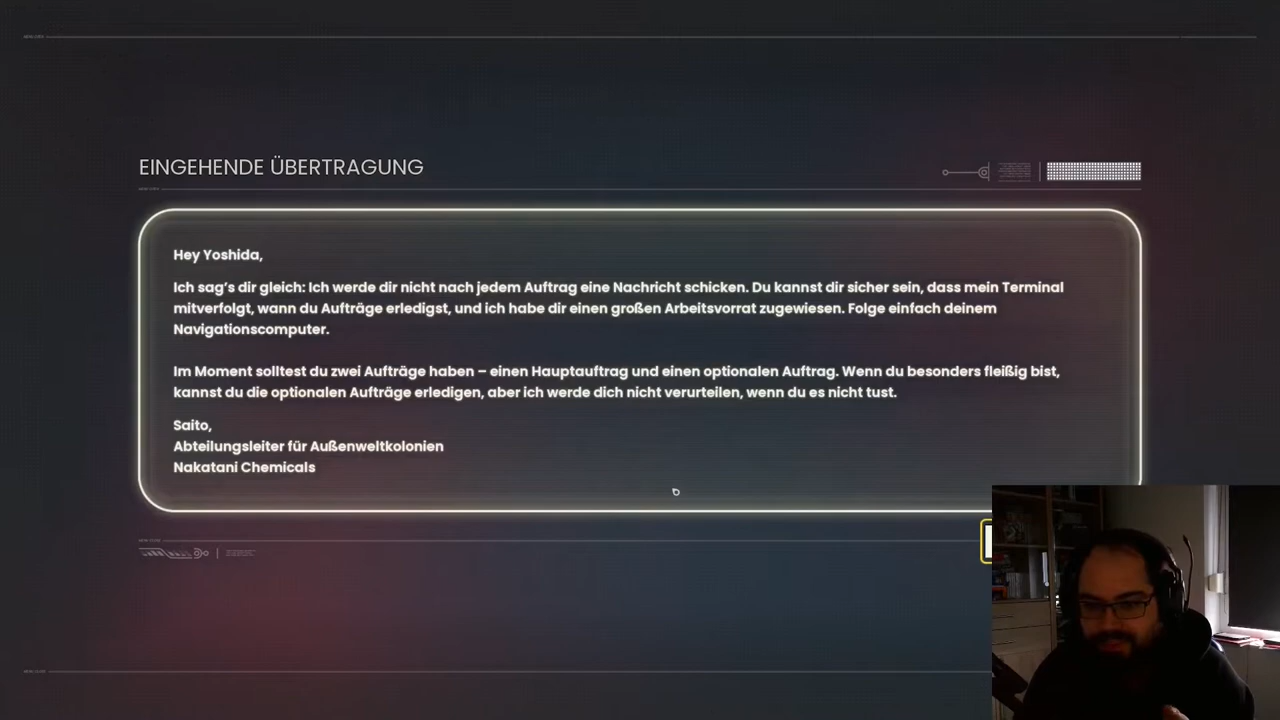 EINGEHENDE ÜBERTRAGUNG
Hey Yoshida,
Ich sag's dir gleich: Ich werde dir nicht nach jedem Auftrag eine Nachricht schicken. Du kannst dir sicher sein, dass mein Terminal
mitverfolgt, wann du Aufträge erledigst, und ich habe dir einen großen Arbeitsvorrat zugewiesen. Folge einfach deinem
Navigationscomputer.
Im Moment solltest du zwei Aufträge haben – einen Hauptauftrag und einen optionalen Auftrag. Wenn du besonders fleißig bist,
kannst du die optionalen Aufträge erledigen, aber ich werde dich nicht verurteilen, wenn du es nicht tust.
Saito,
Abteilungsleiter für Außenweltkolonien
Nakatani Chemicals